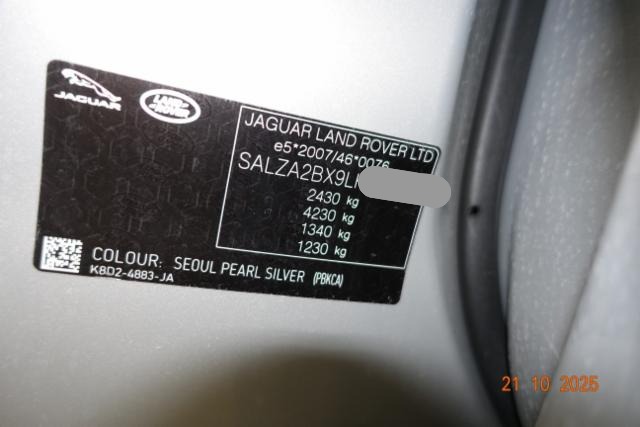 JAGUAR
LAND
ROVER
JAGUAR LAND ROVER LTD
e5*2007/46*0076
SALZA2BX9L
2430 kg
4230 kg
1340 kg
1230 kg
COLOUR: SEOUL PEARL SILVER (PBKCA)
K8D2-4883-JA
21 10 2025